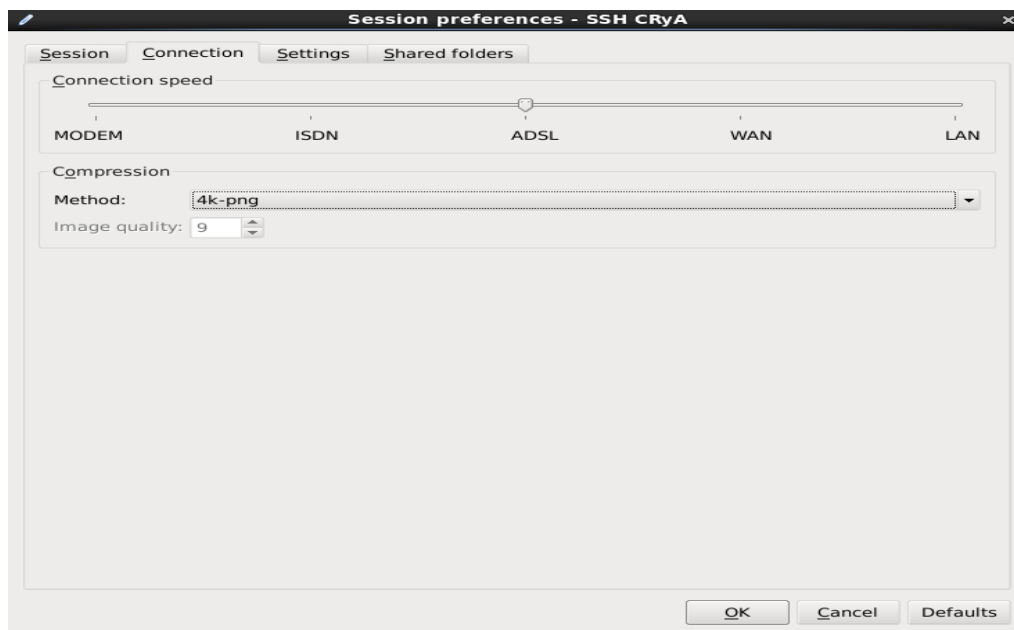 Session preferences - SSH CRyA
Session Connection Settings Shared folders
Connection speed
MODEM ISDN ADSL WAN LAN
Compression
Method: 4k-png
Image quality: 9
OK Cancel Defaults